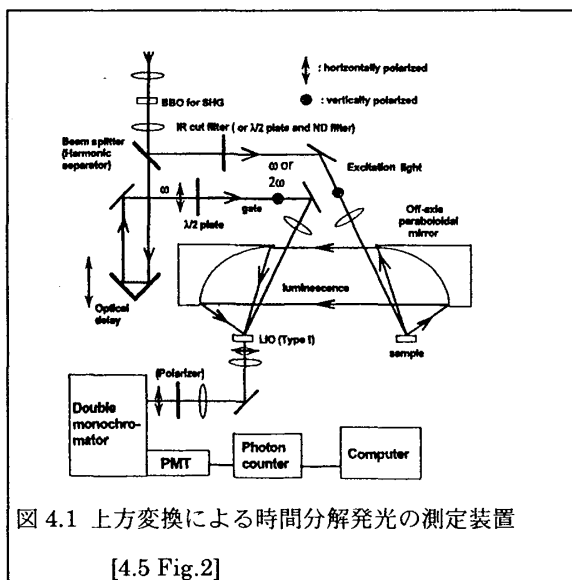 : horizontally polarized
: vertically polarized
BBO for SHG
IR cut filter ( or λ/2 plate and ND filter)
Beam splitter
(Harmonic
separator)
ω or
2ω
Excitation light
ω
λ/2 plate
gate
Off-axis
paraboloidal
mirror
luminescence
Optical
delay
LIO (Type I)
sample
(Polarizer)
Double
monochro-
mator
PMT
Photon
counter
Computer
図 4.1 上方変換による時間分解発光の測定装置
[4.5 Fig.2]